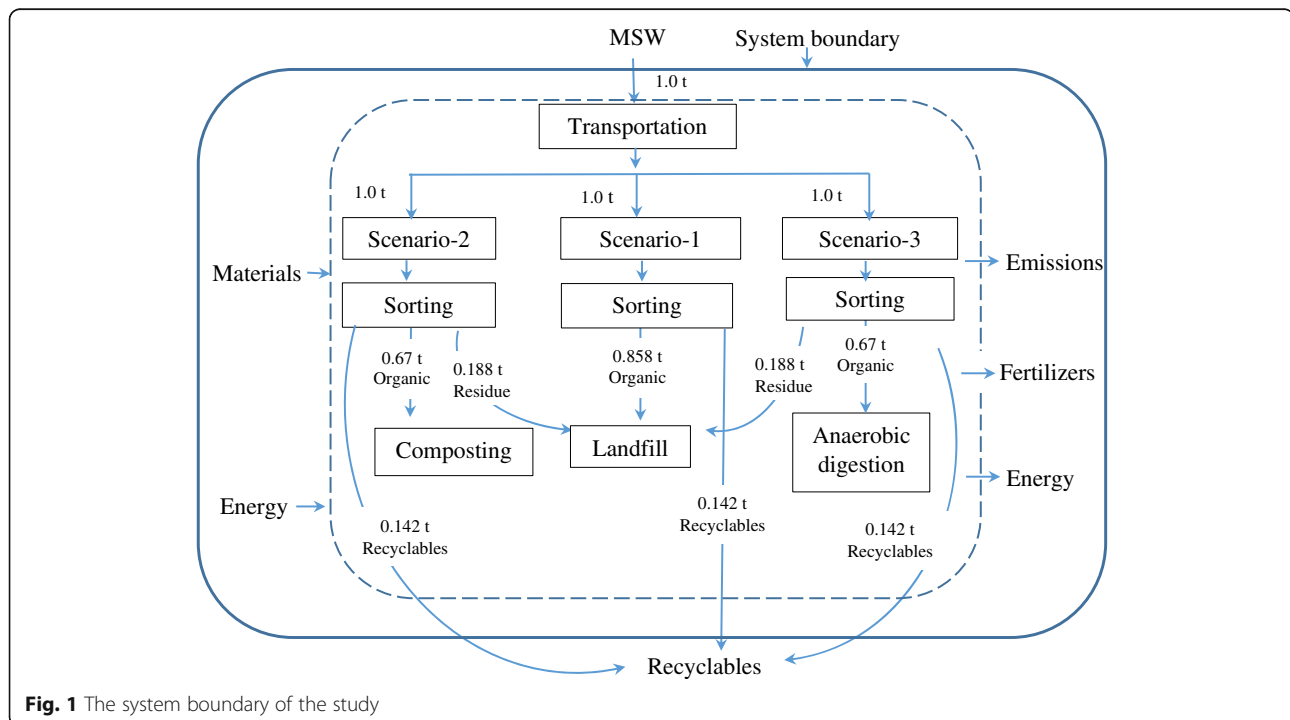 MSW
System boundary
1.0 t
Transportation
1.0 t
1.0 t
1.0 t
Scenario-2
Scenario-1
Scenario-3
Materials
Emissions
Sorting
Sorting
Sorting
0.67 t
Organic
0.188 t
Residue
0.858 t
Organic
0.188 t
Residue
0.67 t
Organic
Fertilizers
Composting
Landfill
Anaerobic
digestion
Energy
Energy
0.142 t
Recyclables
0.142 t
Recyclables
0.142 t
Recyclables
Recyclables
Fig. 1 The system boundary of the study